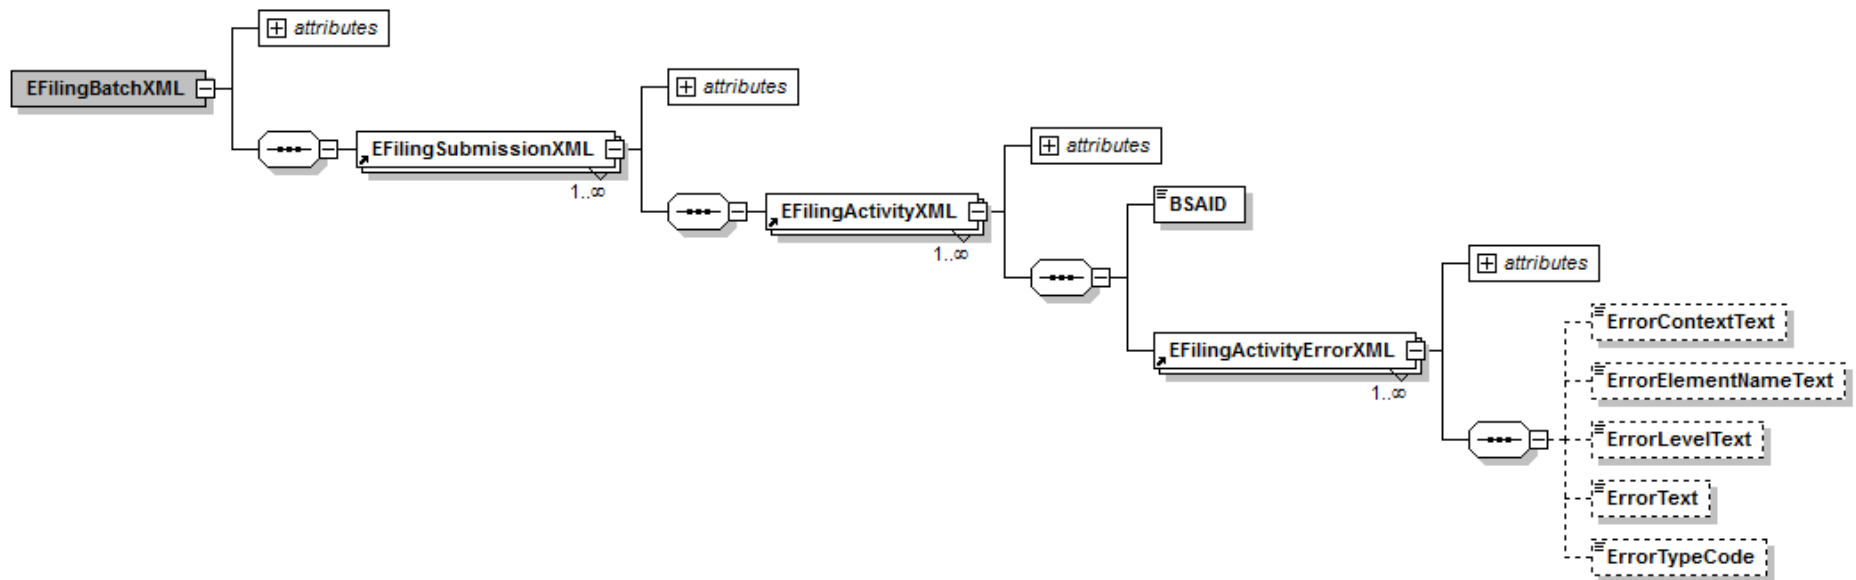 attributes
EFilingBatchXML
attributes
EFilingSubmissionXML
1..∞
attributes
EFilingActivityXML
1..∞
BSAID
attributes
EFilingActivityErrorXML
1..∞
ErrorContextText
ErrorElementNameText
ErrorLevelText
ErrorText
ErrorTypeCode